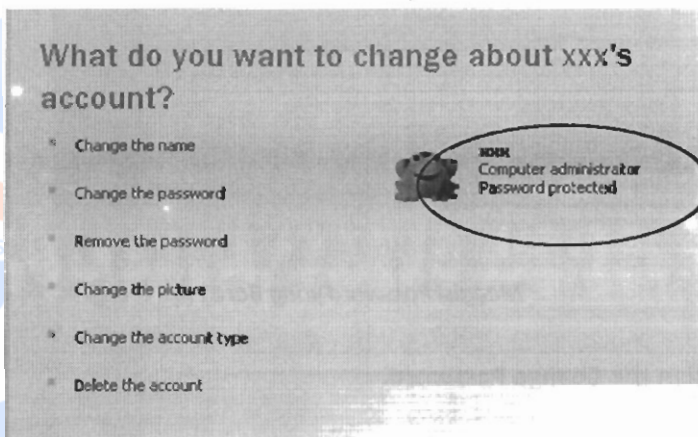 What do you want to change about xxx's
account?
Change the name
Change the password
Remove the password
Change the picture
Change the account type
Delete the account
xxx
Computer administrator
Password protected